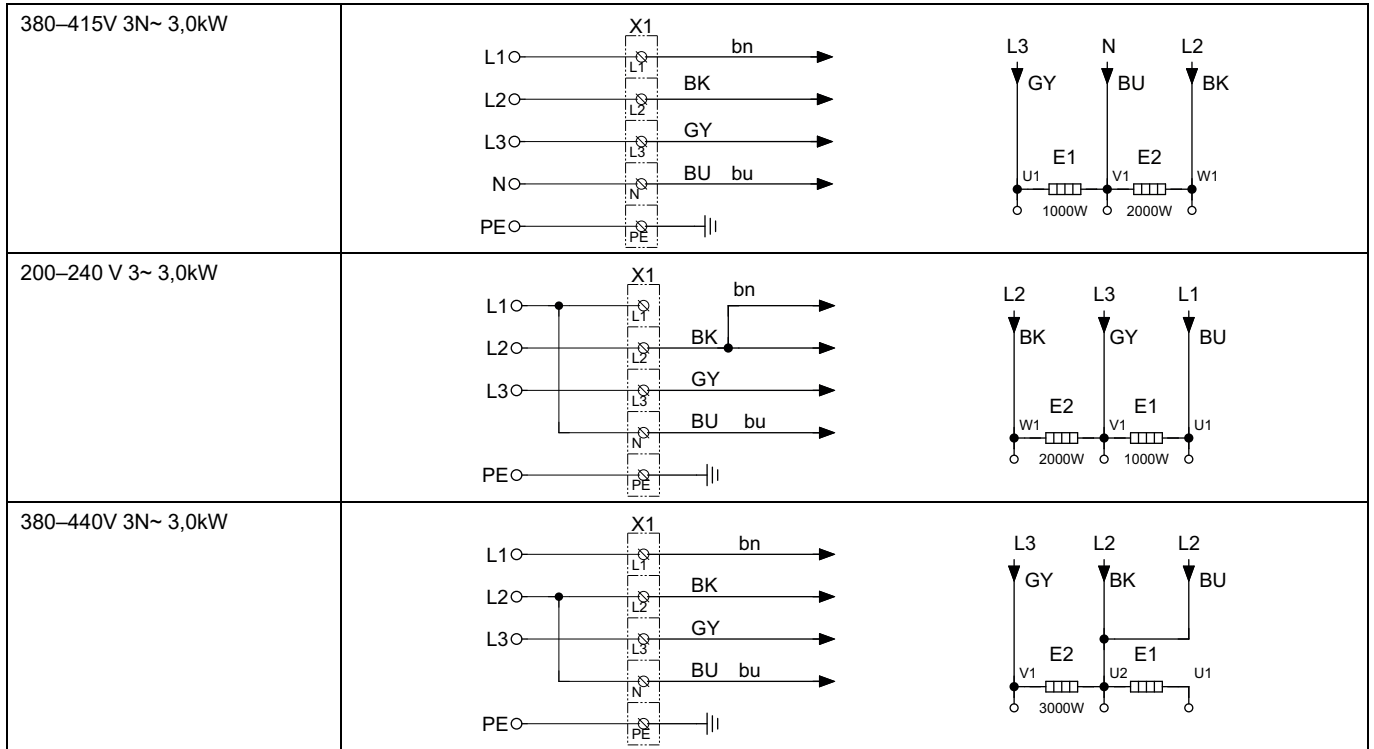 380–415V 3N~ 3,0kW
X1
L1 L1 bn
L2 L2 BK
L3 L3 GY
N N BU bu
PE PE
L3 N L2
GY BU BK
E1 E2
U1 V1 W1
1000W 2000W
200–240 V 3~ 3,0kW
X1
L1 L1 bn
L2 L2 BK
L3 L3 GY
N BU bu
PE PE
L2 L3 L1
BK GY BU
E2 E1
W1 V1 U1
2000W 1000W
380–440V 3N~ 3,0kW
X1
L1 L1 bn
L2 L2 BK
L3 L3 GY
N BU bu
PE PE
L3 L2 L2
GY BK BU
E2 E1
V1 U2 U1
3000W